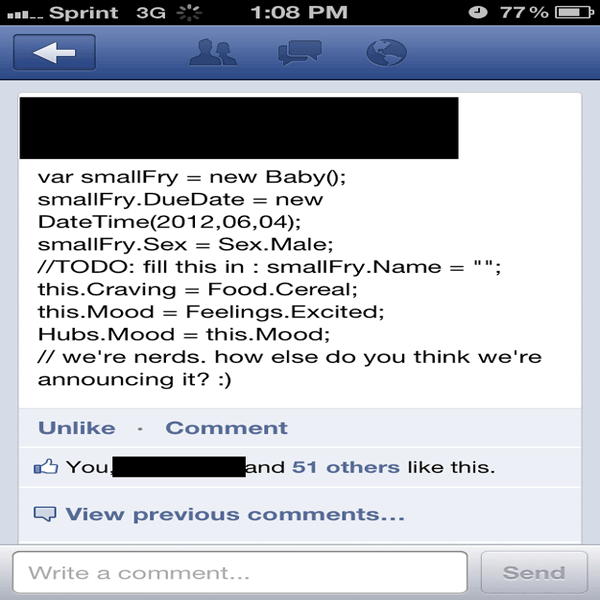 Sprint 3G 1:08 PM 77%
var smallFry = new Baby();
smallFry.DueDate = new
DateTime(2012,06,04);
smallFry.Sex = Sex.Male;
//TODO: fill this in : smallFry.Name = "";
this.Craving = Food.Cereal;
this.Mood = Feelings.Excited;
Hubs.Mood = this.Mood;
// we're nerds. how else do you think we're
announcing it? :)
Unlike · Comment
You, and 51 others like this.
View previous comments...
Write a comment... Send